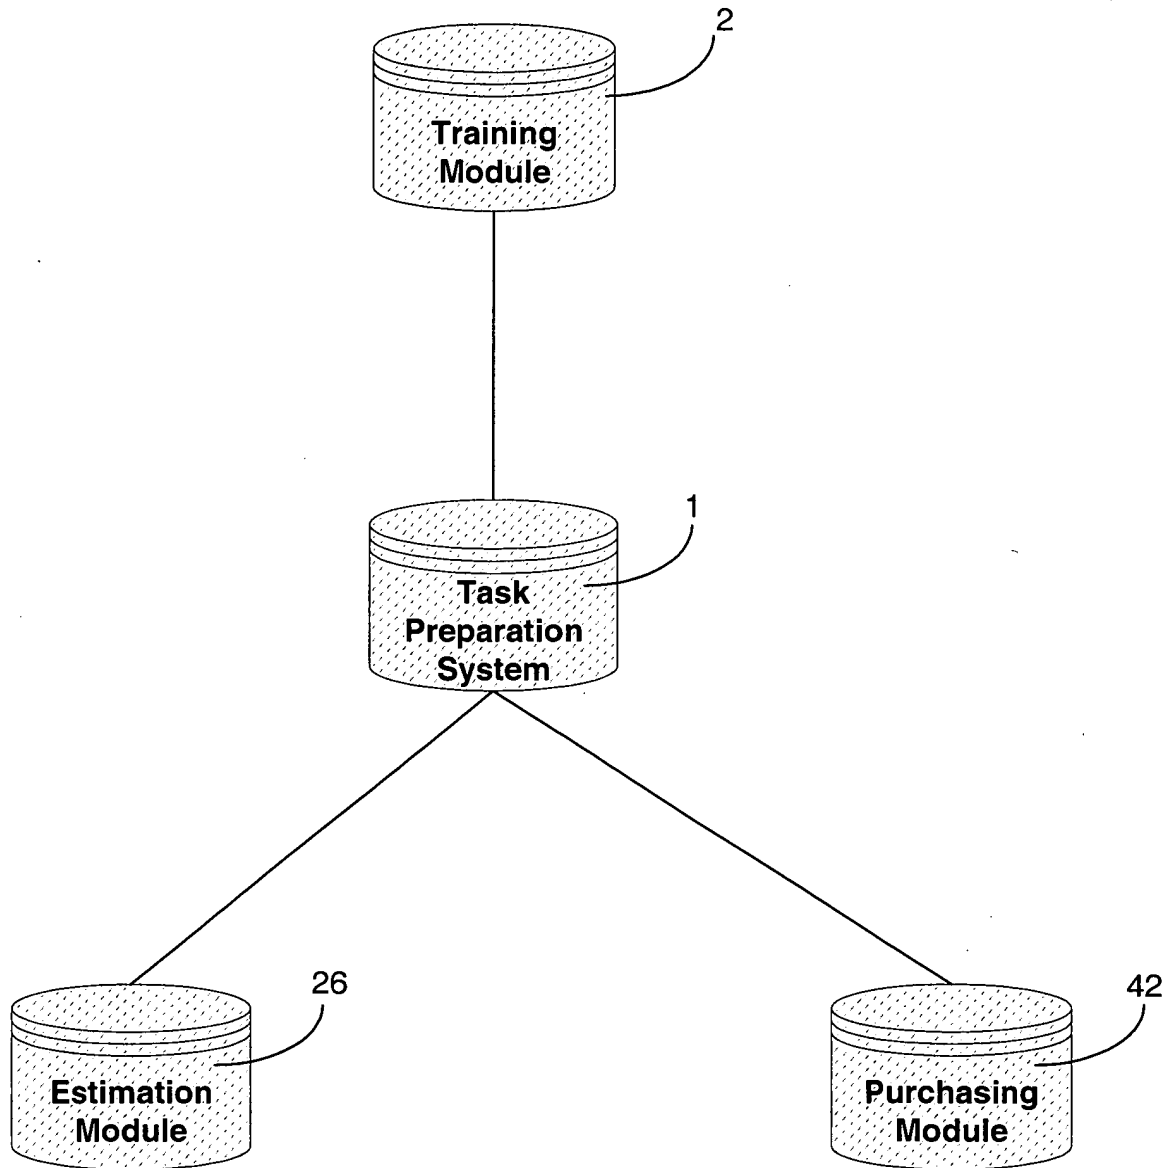 2
Training
Module
1
Task
Preparation
System
26
42
Estimation
Module
Purchasing
Module